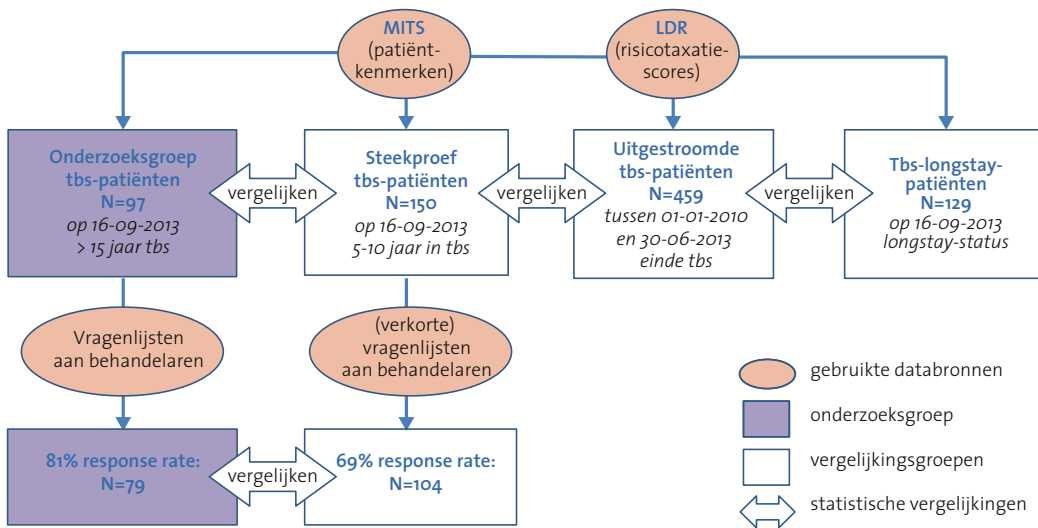 MITS
(patiënt-
kenmerken)
LDR
(risicotaxatie-
scores)
Onderzoeksgroep
tbs-patiënten
N=97
op 16-09-2013
> 15 jaar tbs
vergelijken
Steekproef
tbs-patiënten
N=150
op 16-09-2013
5-10 jaar in tbs
vergelijken
Uitgestroomde
tbs-patiënten
N=459
tussen 01-01-2010
en 30-06-2013
einde tbs
vergelijken
Tbs-longstay-
patiënten
N=129
op 16-09-2013
longstay-status
Vragenlijsten
aan behandelaren
(verkorte)
vragenlijsten
aan behandelaren
81% response rate:
N=79
vergelijken
69% response rate:
N=104
gebruikte databronnen
onderzoeksgroep
vergelijkingsgroepen
statistische vergelijkingen